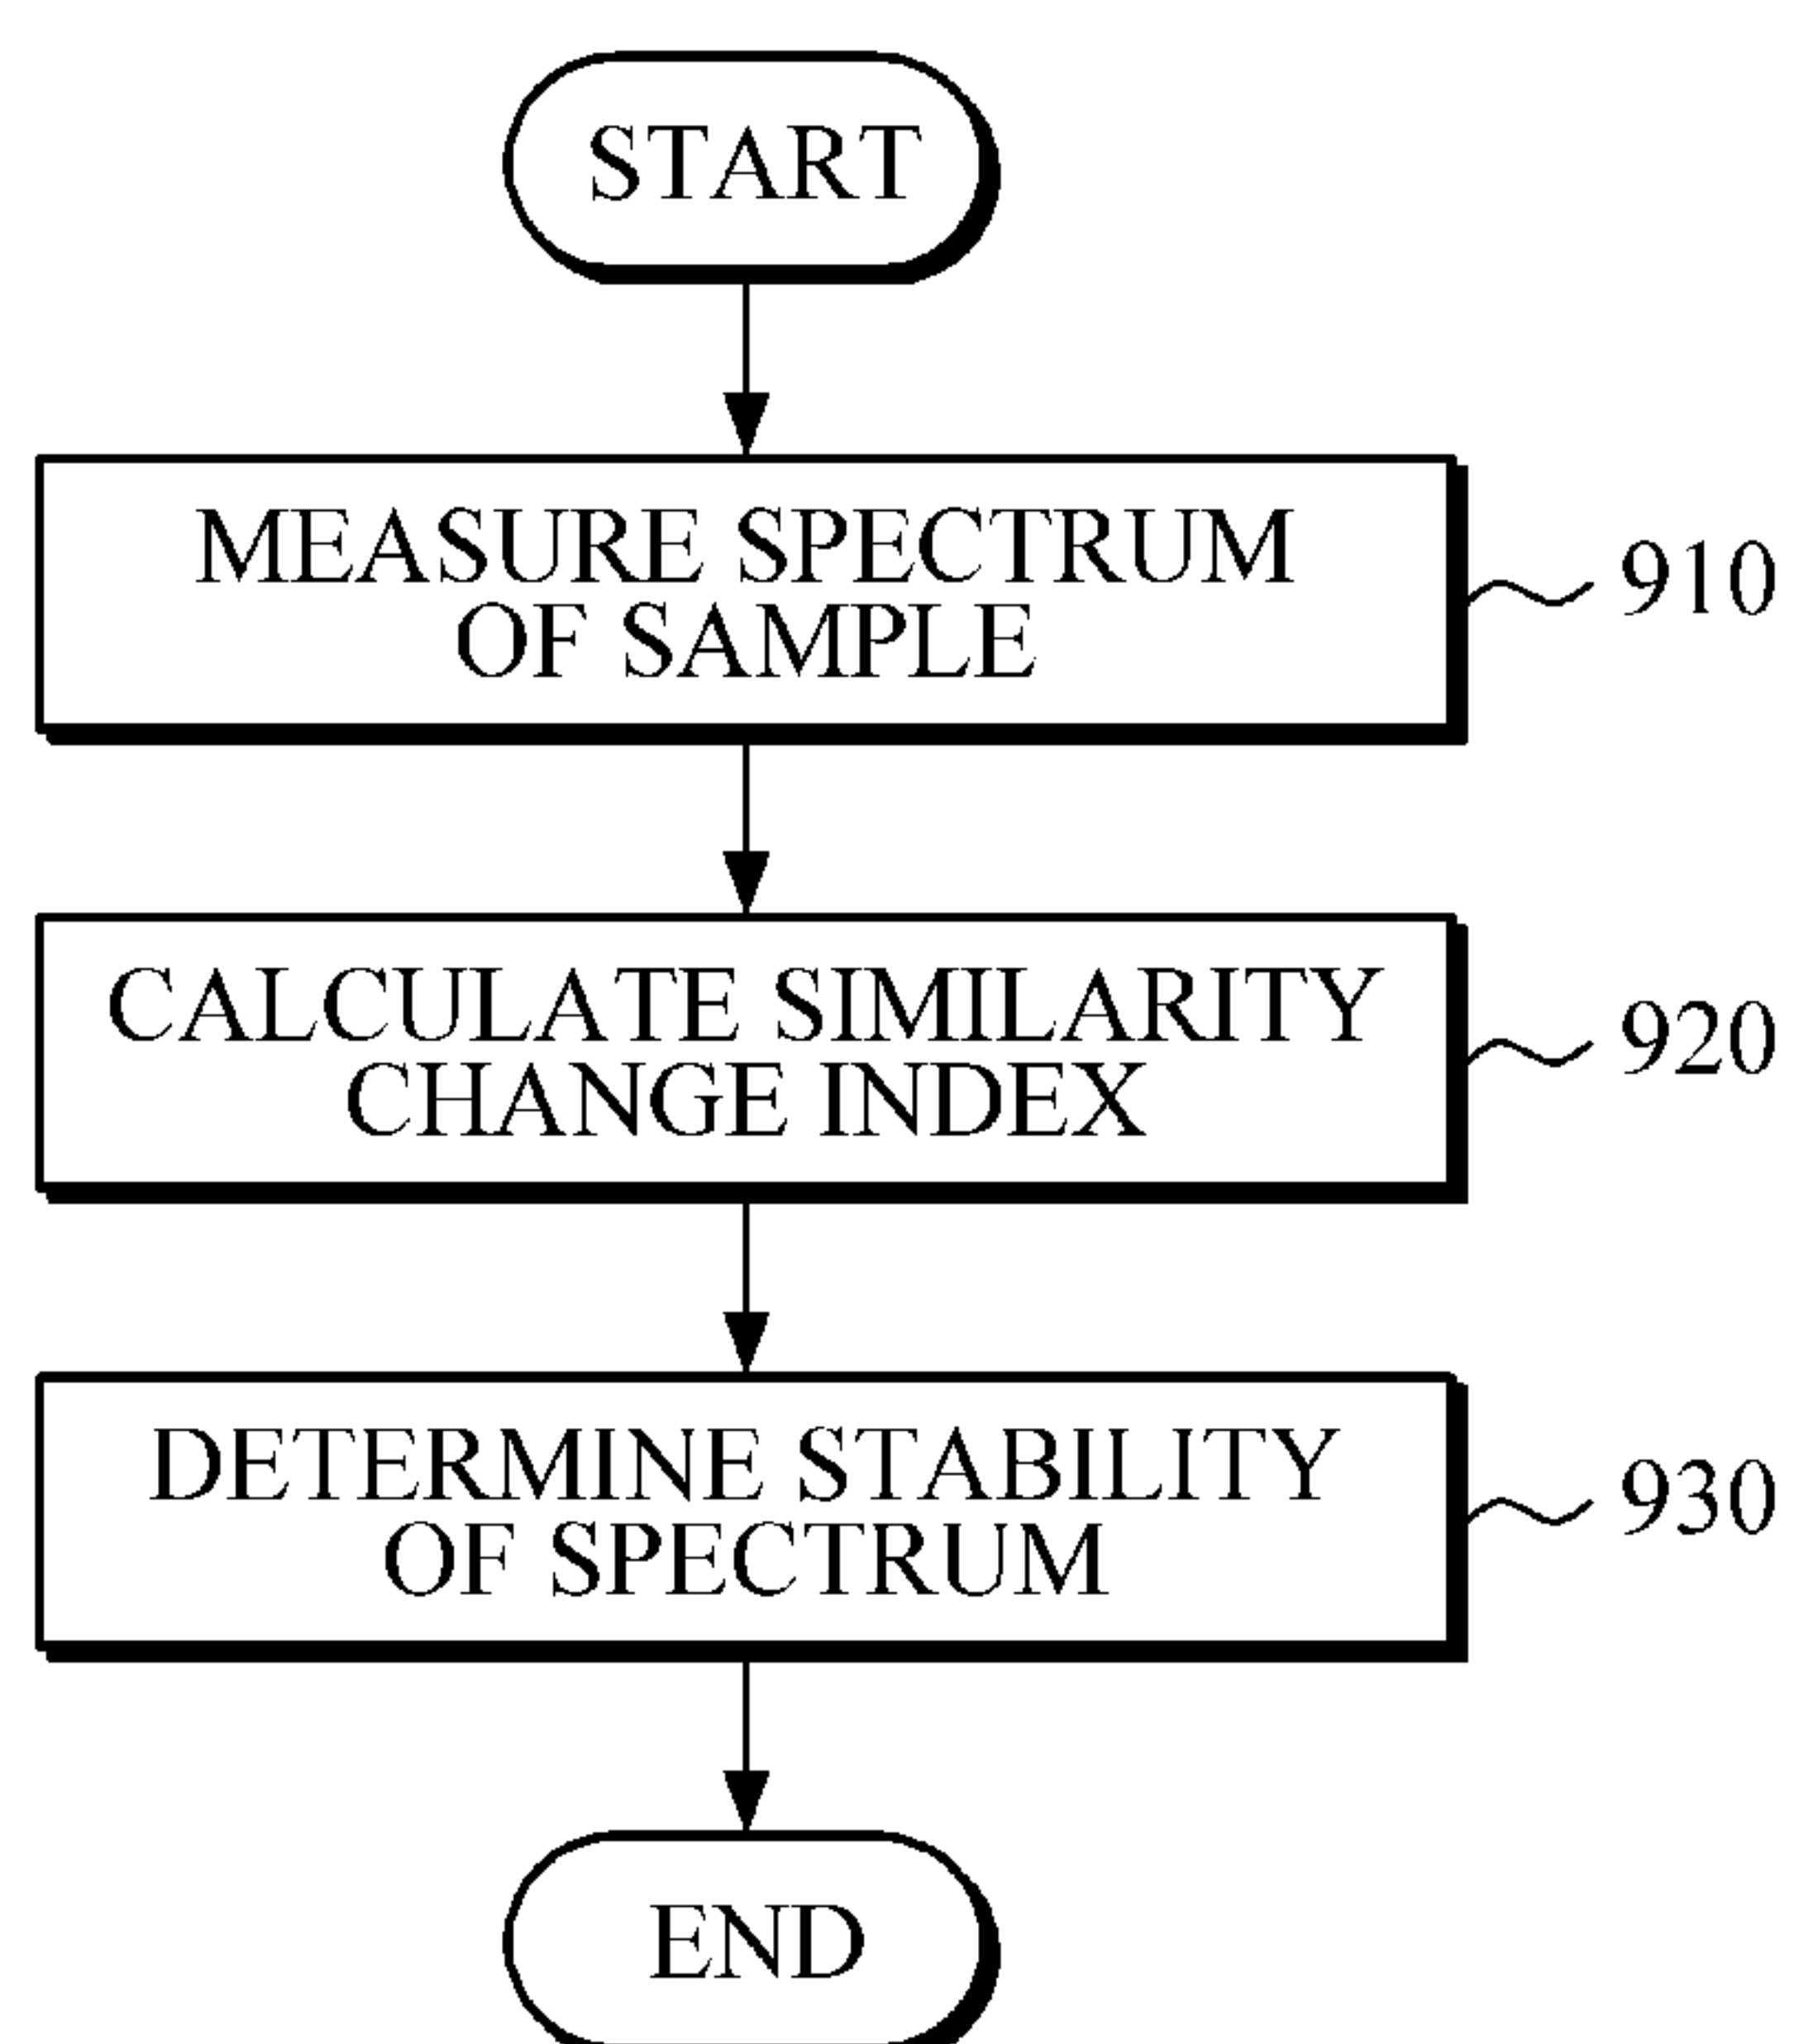 START
MEASURE SPECTRUM
OF SAMPLE
910
CALCULATE SIMILARITY
CHANGE INDEX
920
DETERMINE STABILITY
OF SPECTRUM
930
END